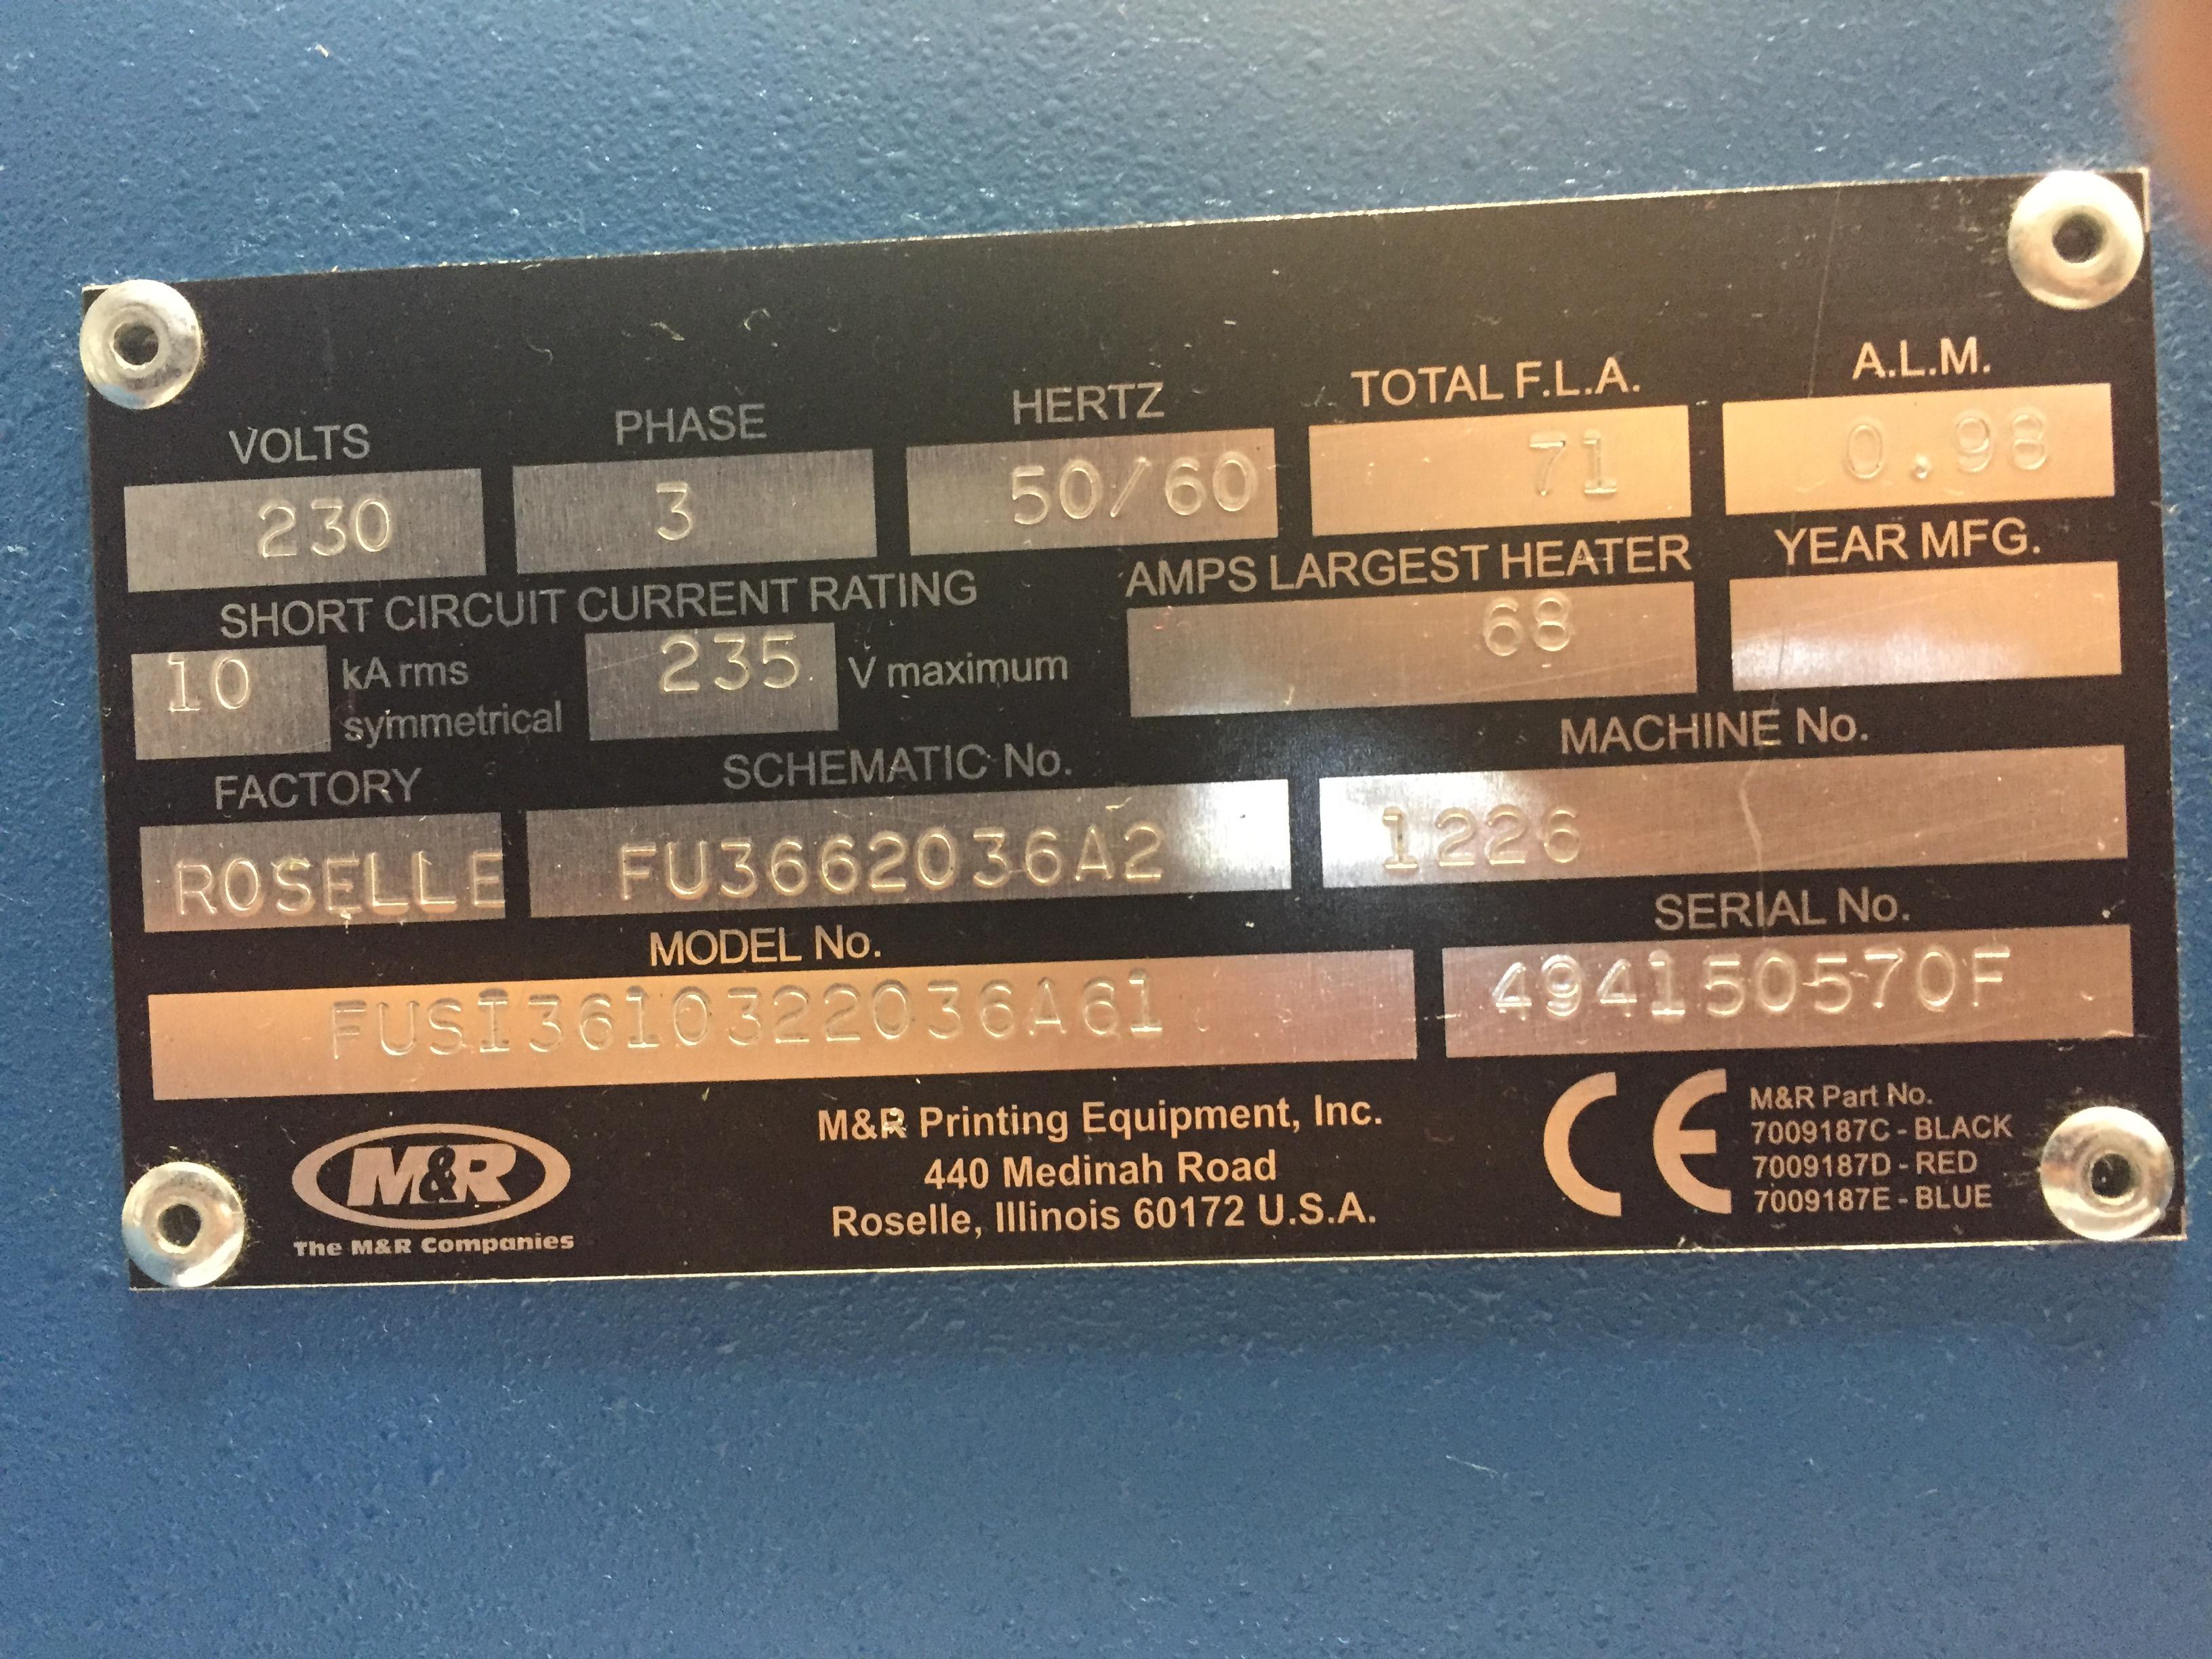 VOLTS PHASE HERTZ TOTAL F.L.A. A.L.M.
230 3 50/60 71 0.98
SHORT CIRCUIT CURRENT RATING AMPS LARGEST HEATER YEAR MFG.
10 kA rms symmetrical 235 V maximum 68
FACTORY SCHEMATIC No. MACHINE No.
ROSELLE FU3662036A2 1226
MODEL No. SERIAL No.
FUSI3610322036A61 494150570F
M&R
The M&R Companies
M&R Printing Equipment, Inc.
440 Medinah Road
Roselle, Illinois 60172 U.S.A.
CE
M&R Part No.
7009187C - BLACK
7009187D - RED
7009187E - BLUE